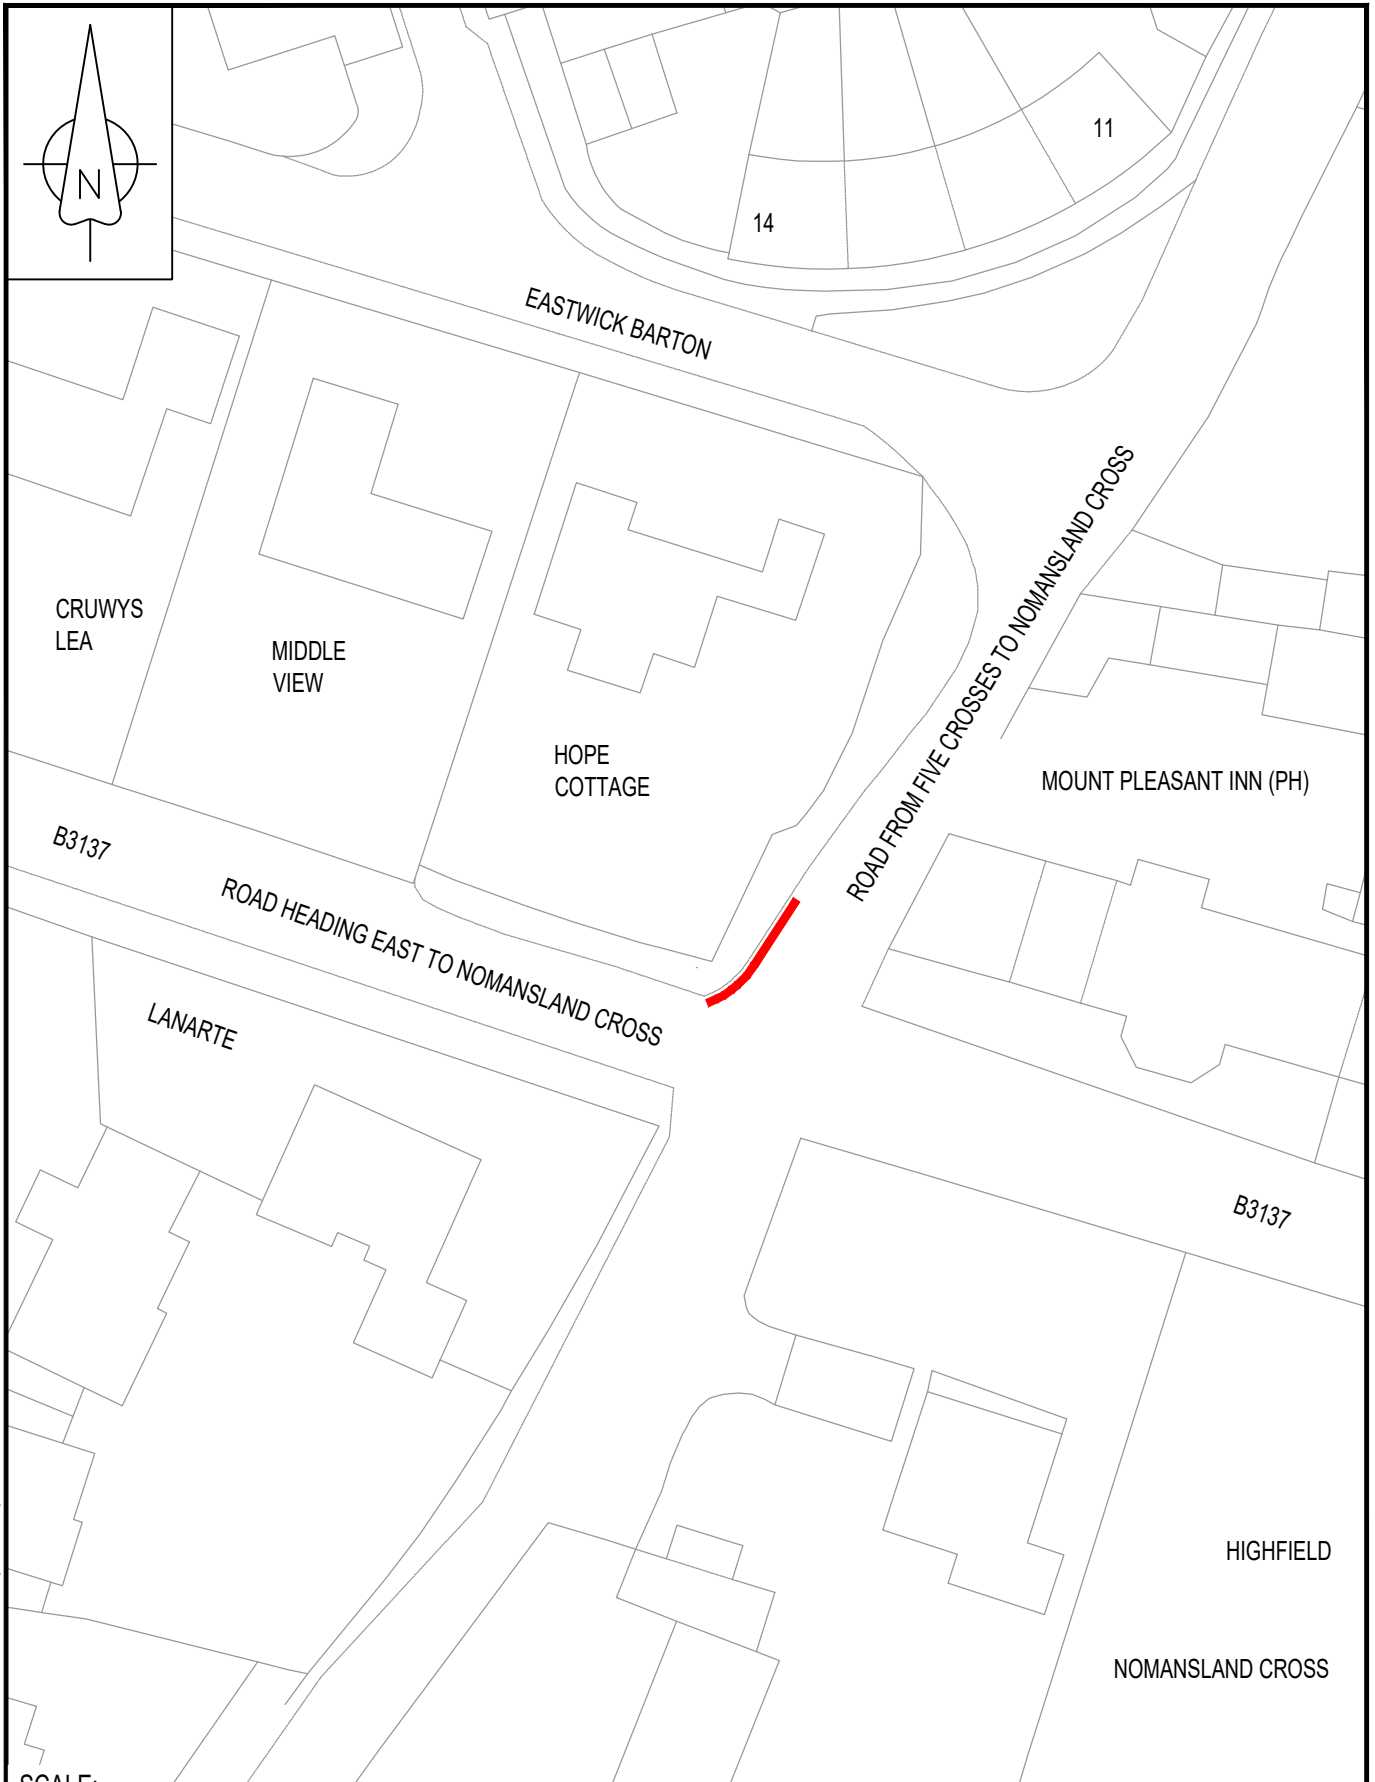 N
11
14
EASTWICK BARTON
ROAD FROM FIVE CROSSES TO NOMANSLAND CROSS
CRUWYS
LEA
MIDDLE
VIEW
HOPE
COTTAGE
MOUNT PLEASANT INN (PH)
B3137
ROAD HEADING EAST TO NOMANSLAND CROSS
LANARTE
B3137
HIGHFIELD
NOMANSLAND CROSS
SCALE: